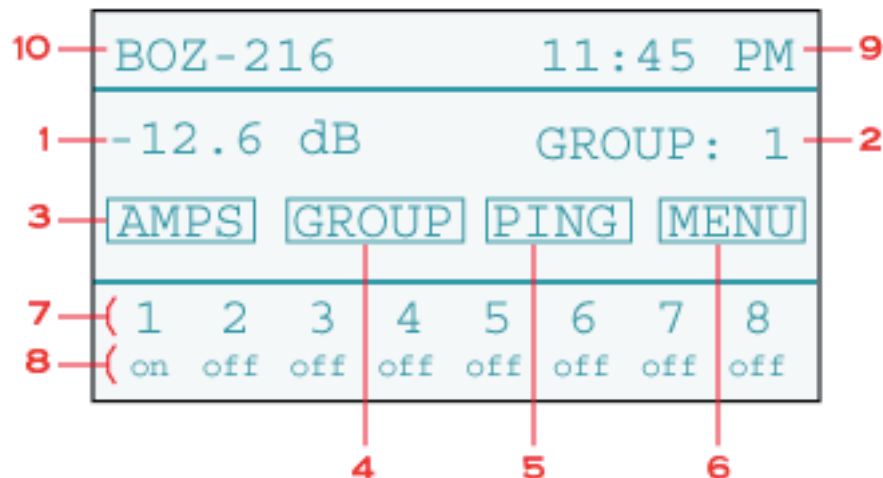 10 BOZ-216 11:45 PM 9
1 -12.6 dB GROUP: 1 2
3 AMPS GROUP PING MENU
7 ( 1 2 3 4 5 6 7 8
8 ( on off off off off off off off
4 5 6